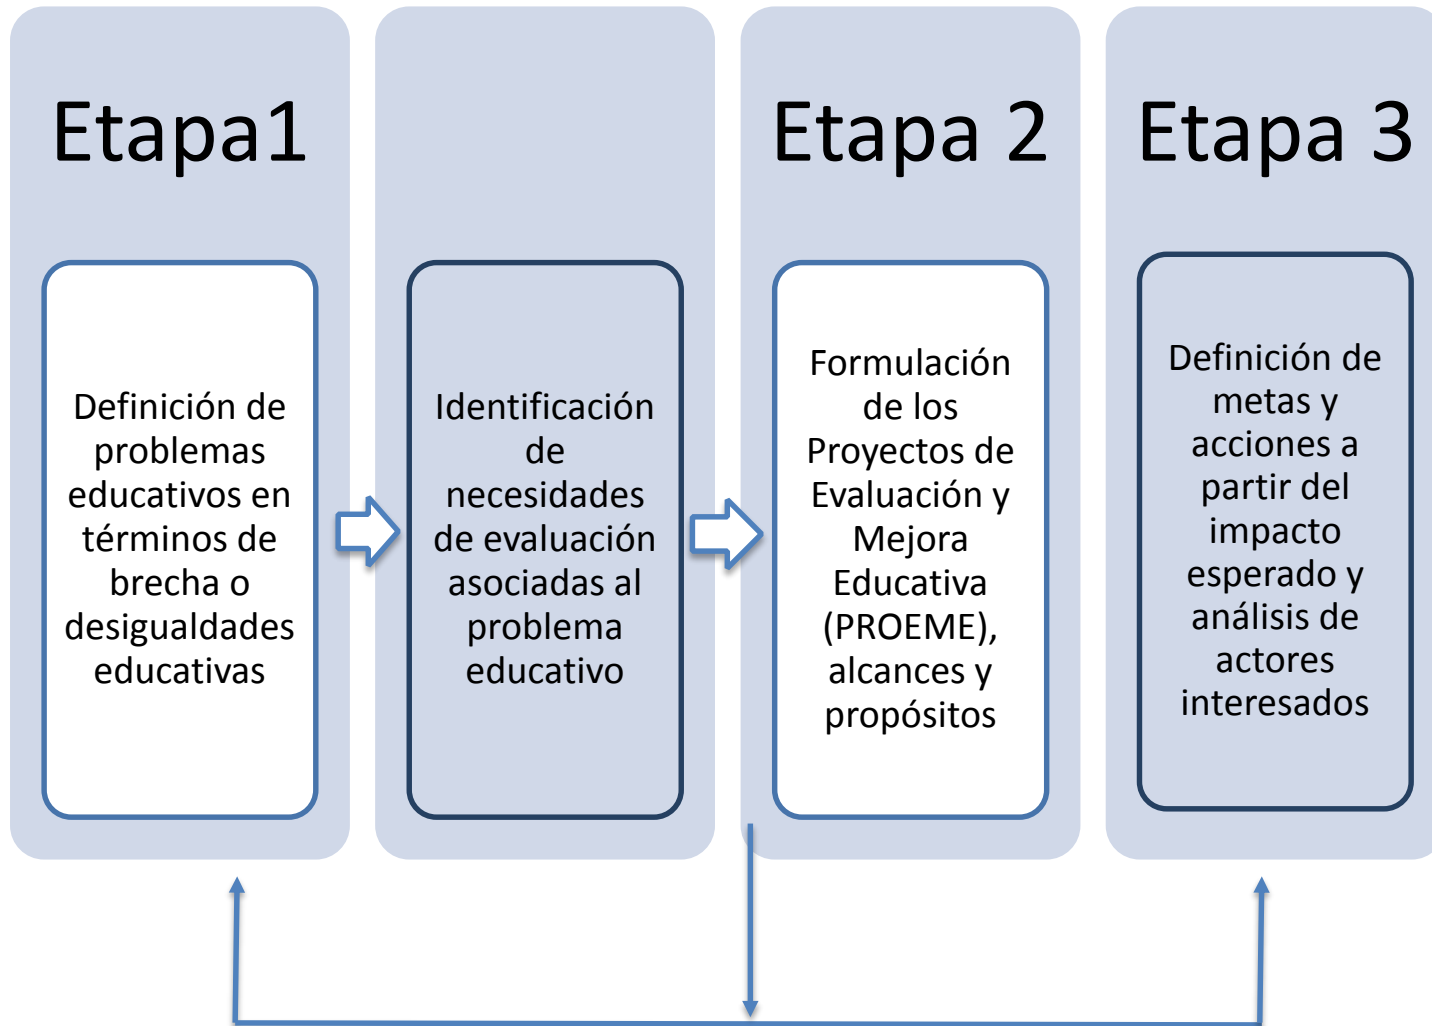 Etapa1
Definición de
problemas
educativos en
términos de
brecha o
desigualdades
educativas
Identificación
de
necesidades
de evaluación
asociadas al
problema
educativo
Etapa 2
Formulación
de los
Proyectos de
Evaluación y
Mejora
Educativa
(PROEME),
alcances y
propósitos
Etapa 3
Definición de
metas y
acciones a
partir del
impacto
esperado y
análisis de
actores
interesados